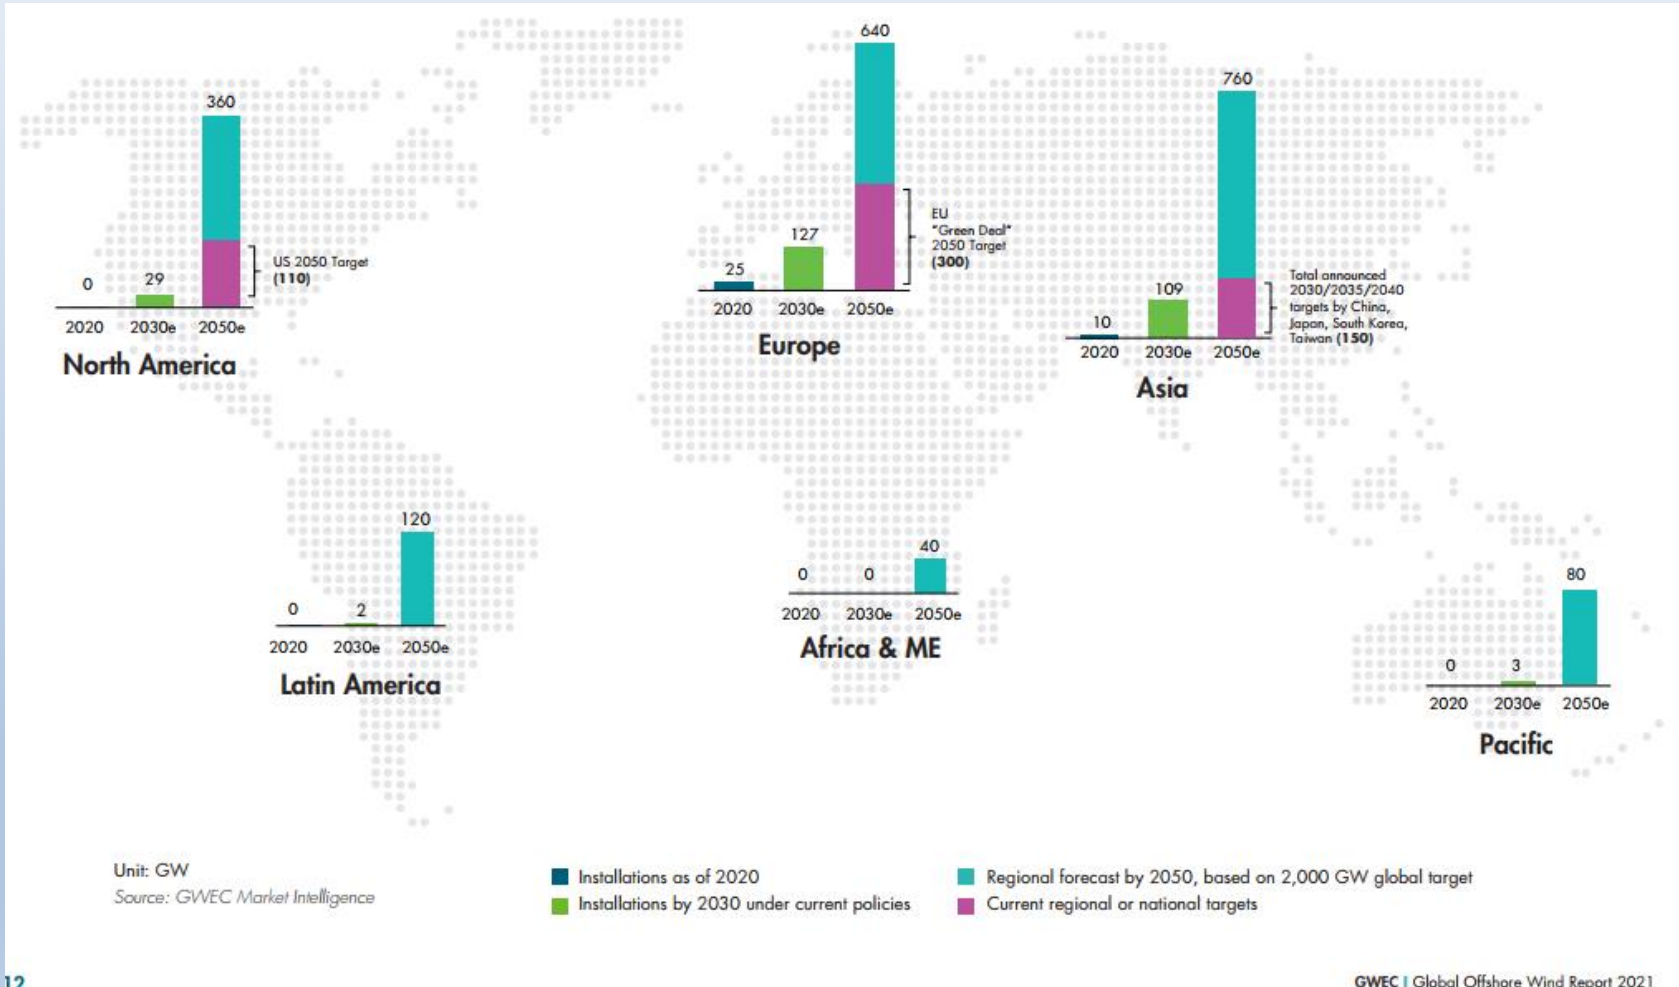 360
0
29
US 2050 Target
(110)
2020 2030e 2050e
North America
640
25
127
EU
"Green Deal"
2050 Target
(300)
2020 2030e 2050e
Europe
760
10
109
Total announced
2030/2035/2040
targets by China,
Japan, South Korea,
Taiwan (150)
2020 2030e 2050e
Asia
120
0
2
2020 2030e 2050e
Latin America
40
0
0
2020 2030e 2050e
Africa & ME
80
0
3
2020 2030e 2050e
Pacific
Unit: GW
Source: GWEC Market Intelligence
Installations as of 2020
Installations by 2030 under current policies
Regional forecast by 2050, based on 2,000 GW global target
Current regional or national targets
12
GWEC | Global Offshore Wind Report 2021